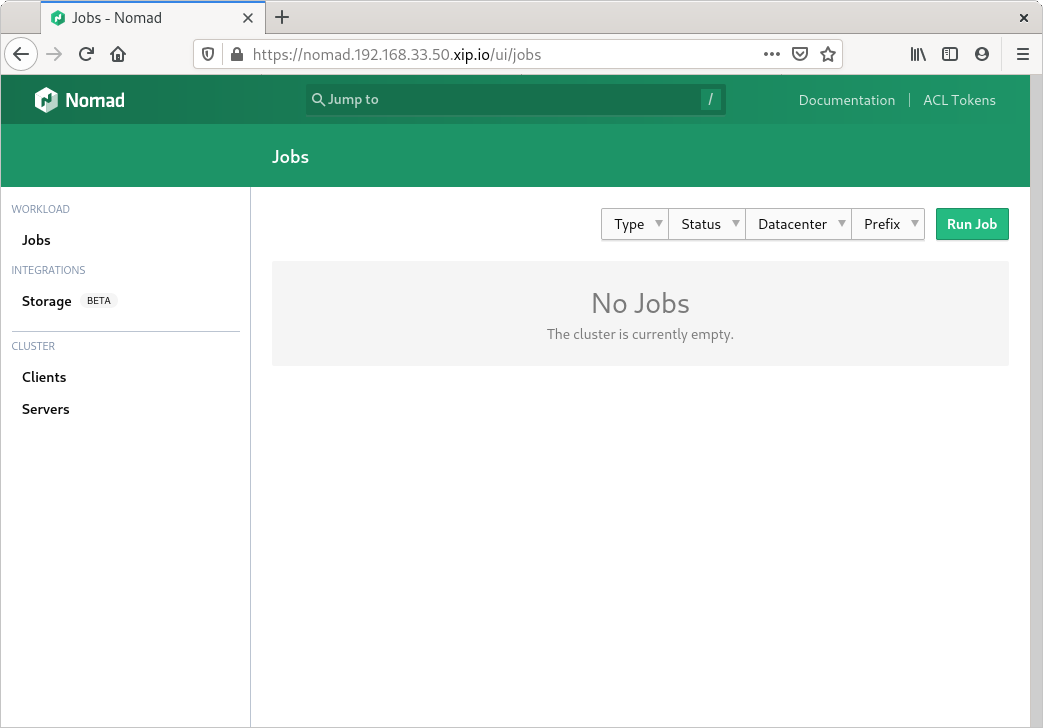 Jobs - Nomad
https://nomad.192.168.33.50.xip.io/ui/jobs
Nomad
Jump to
/
Documentation
ACL Tokens
Jobs
WORKLOAD
Jobs
INTEGRATIONS
Storage BETA
CLUSTER
Clients
Servers
Type Status Datacenter Prefix Run Job
No Jobs
The cluster is currently empty.